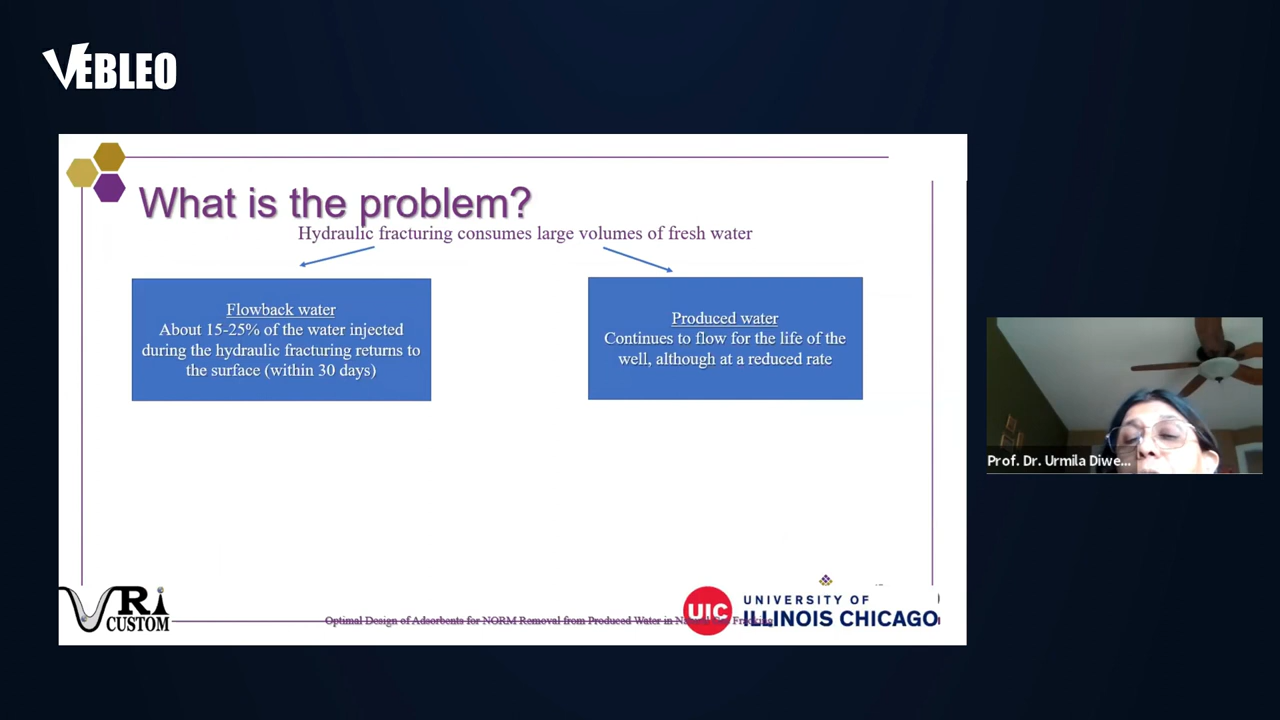 VEBLEO
What is the problem?
Hydraulic fracturing consumes large volumes of fresh water
Flowback water
About 15-25% of the water injected
during the hydraulic fracturing returns to
the surface (within 30 days)
Produced water
Continues to flow for the life of the
well, although at a reduced rate
Prof. Dr. Urmila Diwe...
VRi
CUSTOM
Optimal Design of Adsorbents for NORM Removal from Produced Water in Fracking
UIC
UNIVERSITY OF
ILLINOIS CHICAGO